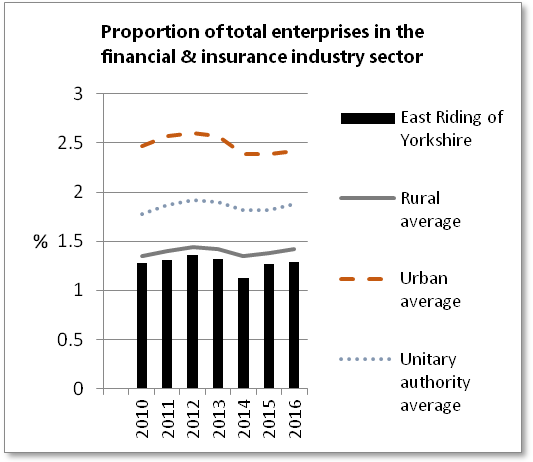 Proportion of total enterprises in the
financial & insurance industry sector
3
2.5
2
1.5
1
0.5
0
%
2010
2011
2012
2013
2014
2015
2016
East Riding of
Yorkshire
Rural
average
Urban
average
Unitary
authority
average